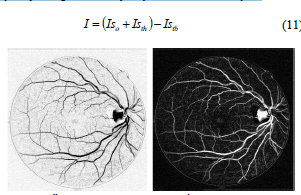 I = (Is_o + Is_th) − Is_th (11)